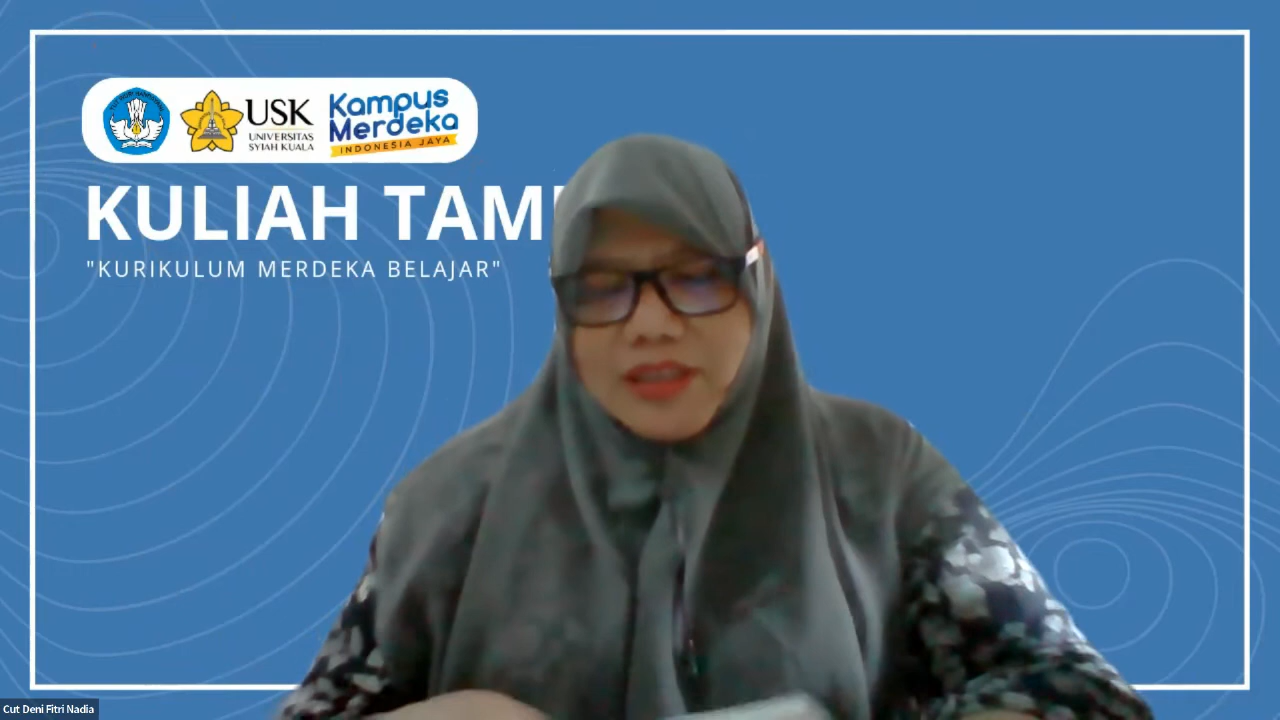 USK
UNIVERSITAS
SYIAH KUALA
Kampus
Merdeka
INDONESIA JAYA
KULIAH TAM
"KURIKULUM MERDEKA BELAJAR"
Cut Deni Fitri Nadia